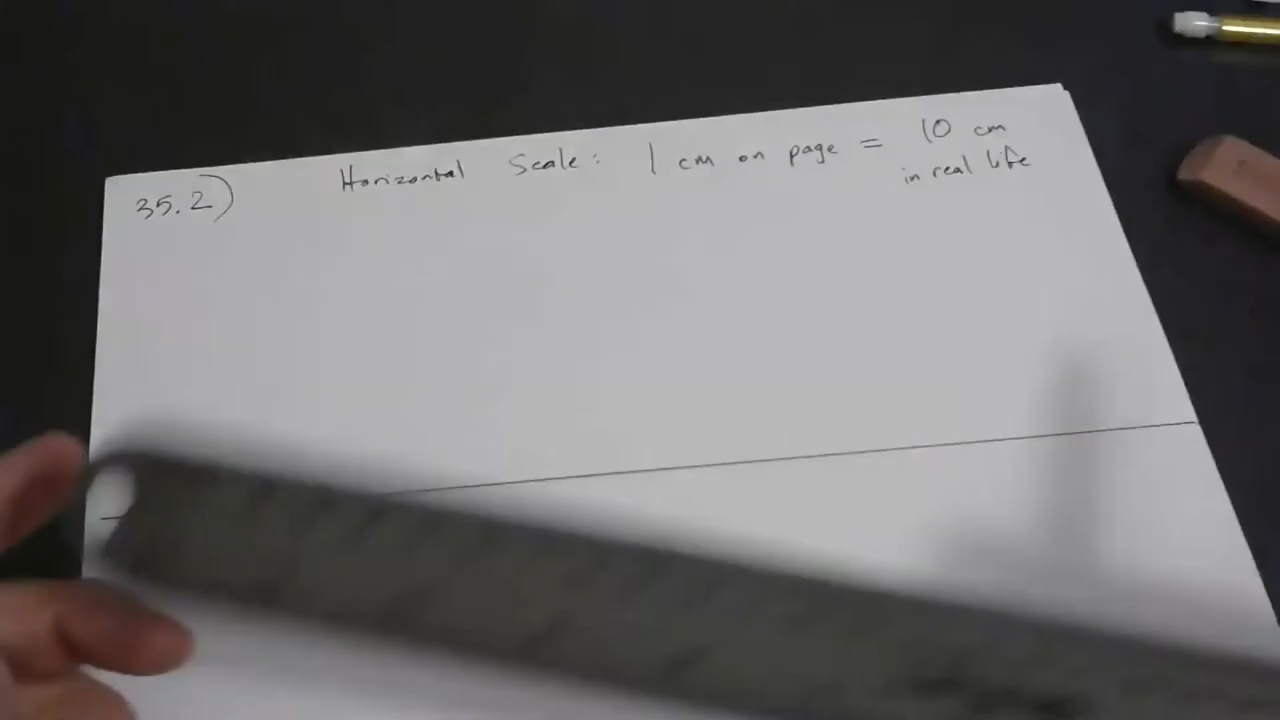 35.2) Horizontal Scale: 1 cm on page = 10 cm
in real life